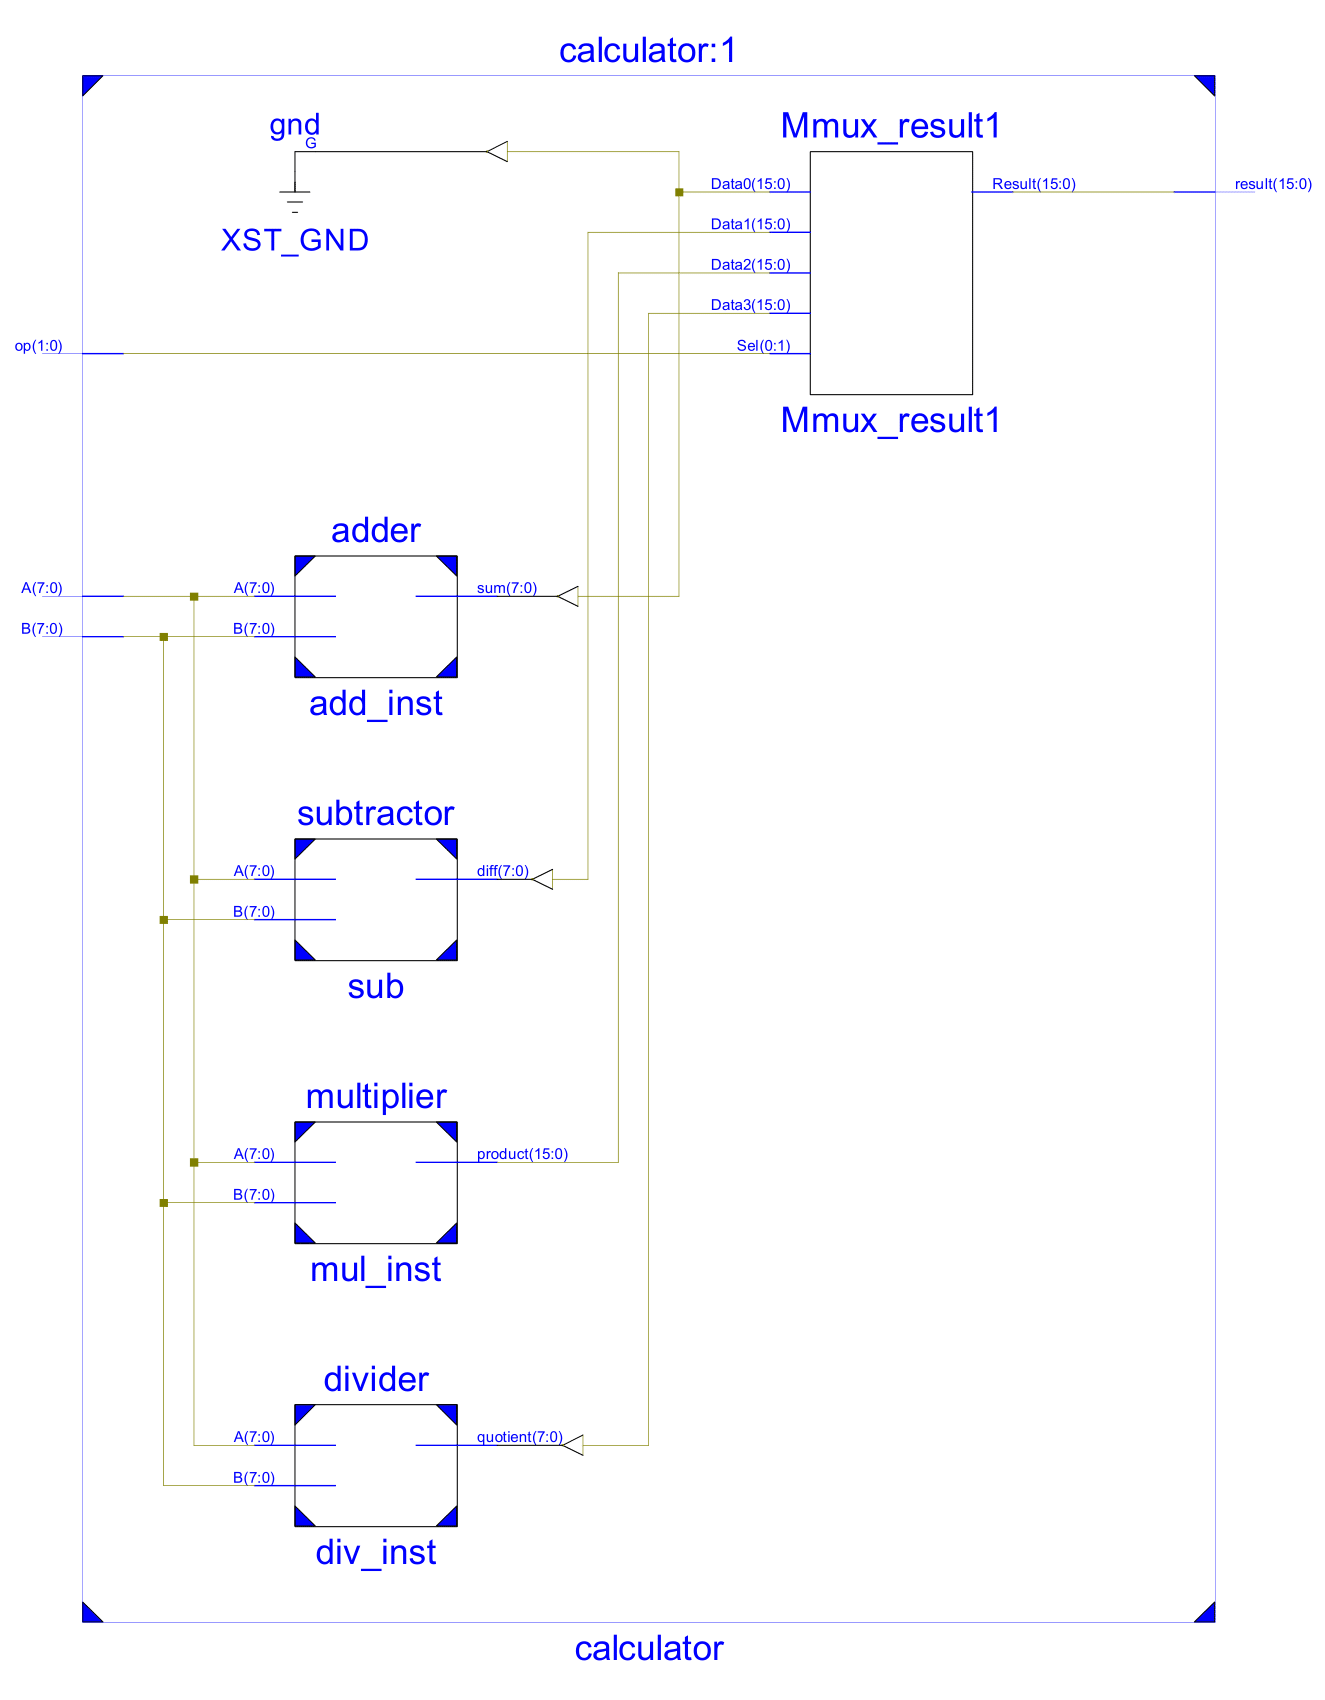 calculator:1
gnd
G
XST_GND
Mmux_result1
Data0(15:0)
Data1(15:0)
Data2(15:0)
Data3(15:0)
Sel(0:1)
Result(15:0)
result(15:0)
Mmux_result1
op(1:0)
A(7:0)
B(7:0)
adder
A(7:0)
B(7:0)
sum(7:0)
add_inst
subtractor
A(7:0)
B(7:0)
diff(7:0)
sub
multiplier
A(7:0)
B(7:0)
product(15:0)
mul_inst
divider
A(7:0)
B(7:0)
quotient(7:0)
div_inst
calculator